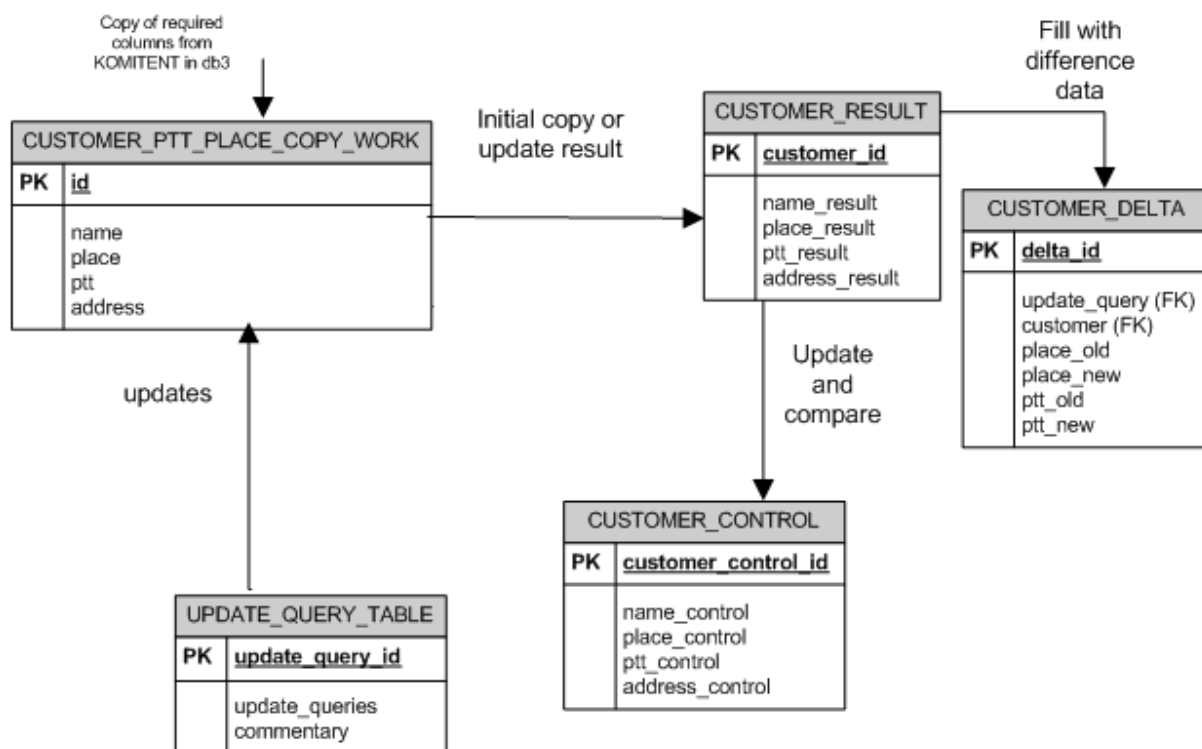 Copy of required
columns from
KOMITENT in db3
CUSTOMER_PTT_PLACE_COPY_WORK
PK id
name
place
ptt
address
Initial copy or
update result
CUSTOMER_RESULT
PK customer_id
name_result
place_result
ptt_result
address_result
Fill with
difference
data
CUSTOMER_DELTA
PK delta_id
update_query (FK)
customer (FK)
place_old
place_new
ptt_old
ptt_new
updates
Update
and
compare
CUSTOMER_CONTROL
PK customer_control_id
name_control
place_control
ptt_control
address_control
UPDATE_QUERY_TABLE
PK update_query_id
update_queries
commentary